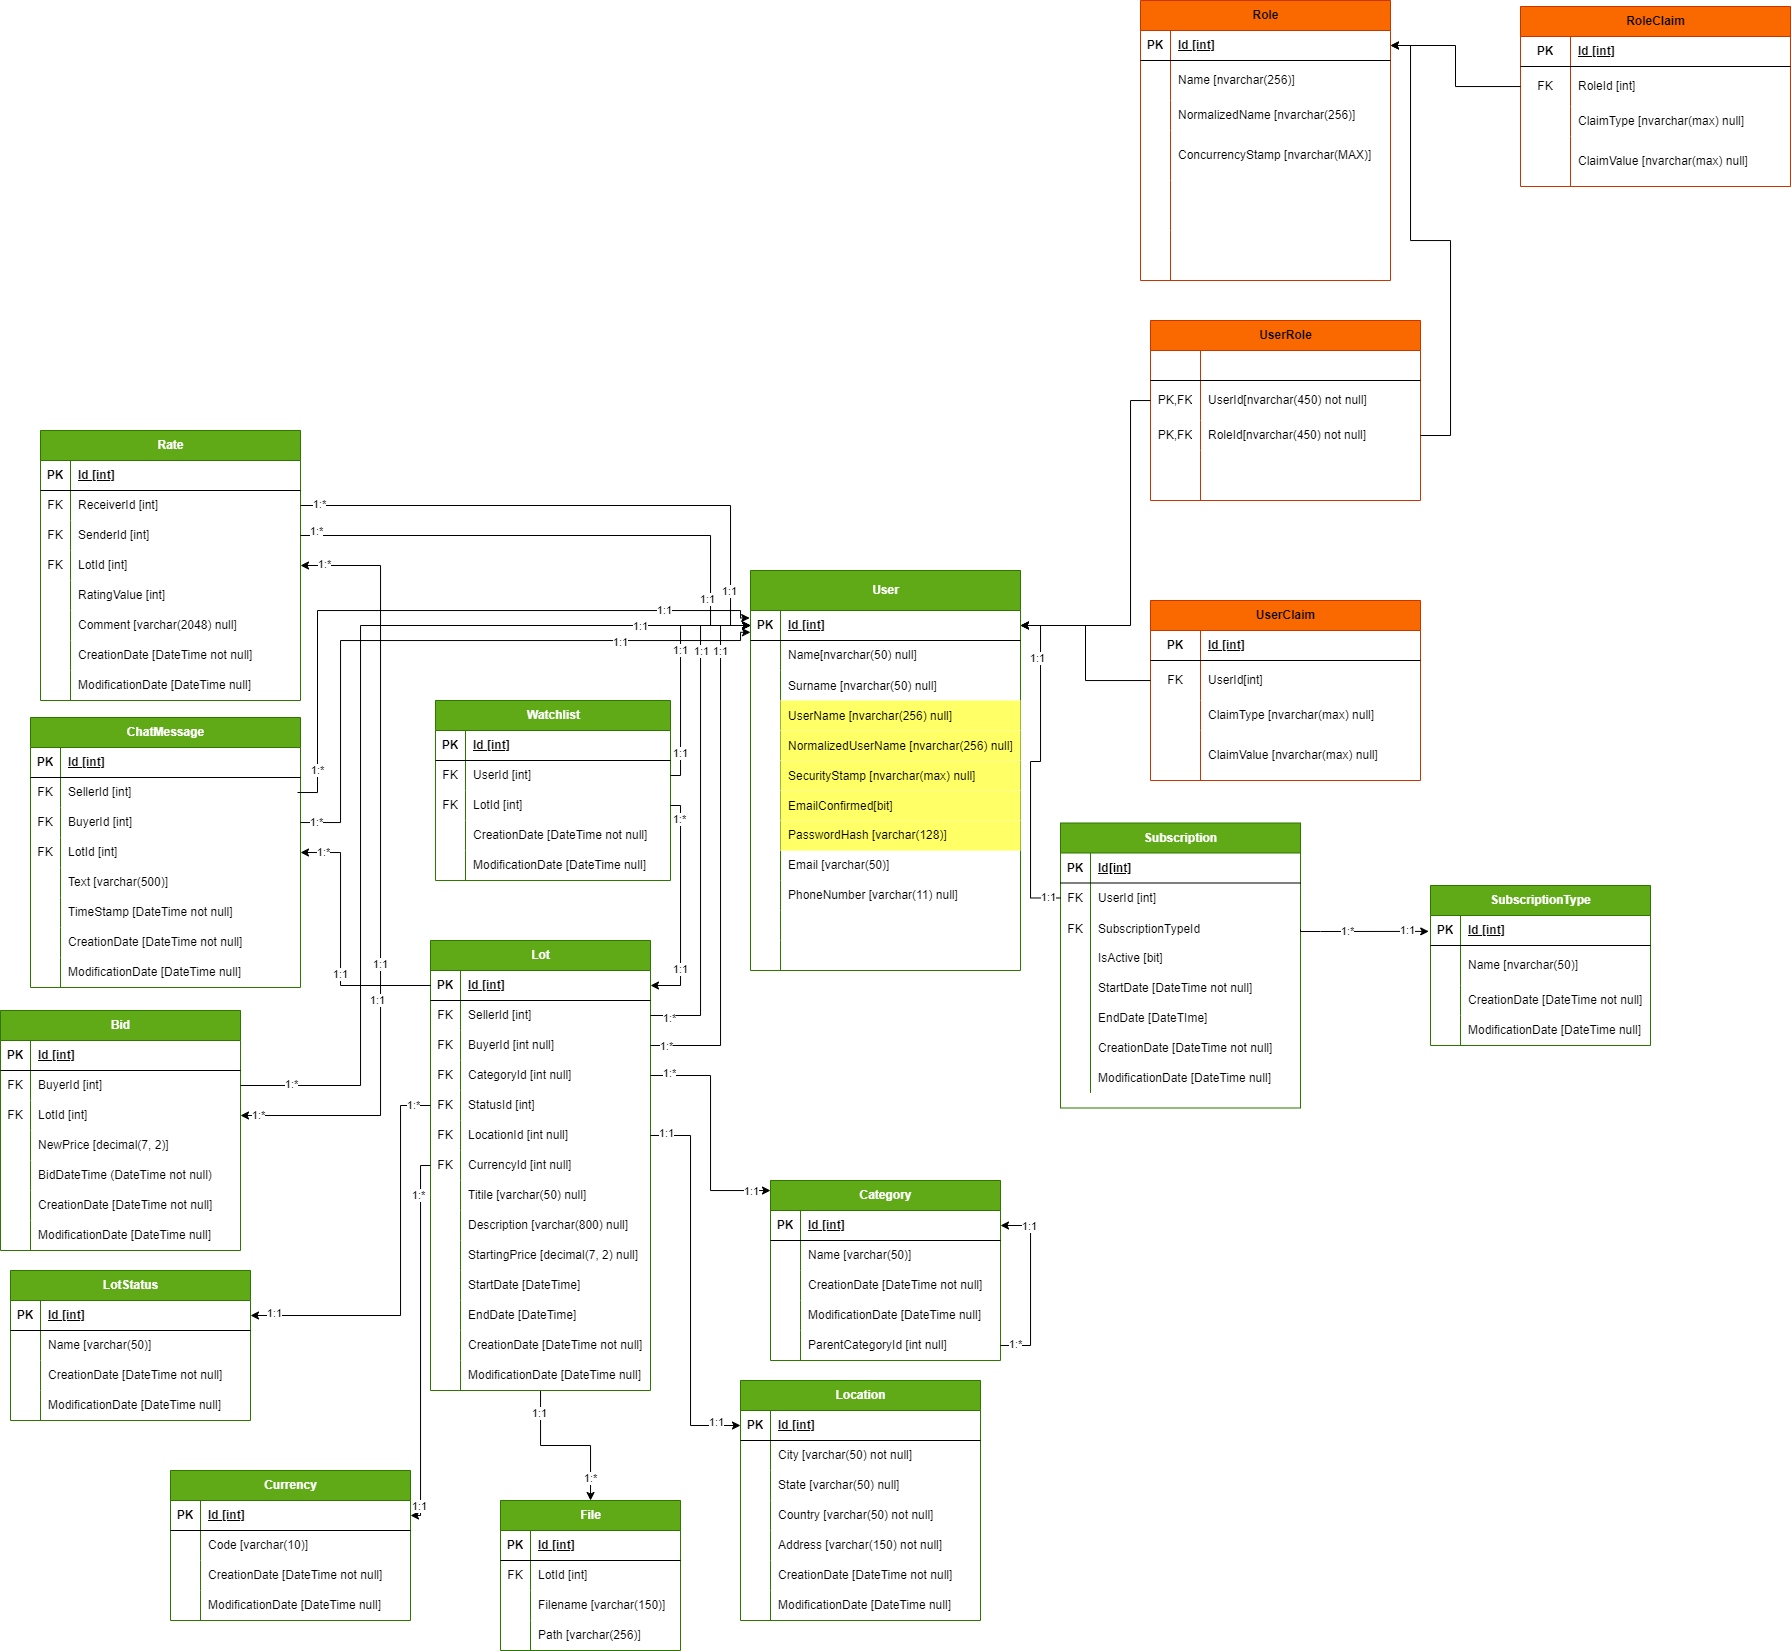 Role
PK Id [int]
Name [nvarchar(256)]
NormalizedName [nvarchar(256)]
ConcurrencyStamp [nvarchar(MAX)]
RoleClaim
PK Id [int]
FK RoleId [int]
ClaimType [nvarchar(max) null]
ClaimValue [nvarchar(max) null]
UserRole
PK,FK UserId[nvarchar(450) not null]
PK,FK RoleId[nvarchar(450) not null]
Rate
PK Id [int]
FK ReceiverId [int]
FK SenderId [int]
FK LotId [int]
RatingValue [int]
Comment [varchar(2048) null]
CreationDate [DateTime not null]
ModificationDate [DateTime null]
1:*
1:*
1:*
1:1
1:1
1:1
1:1
1:1
1:1
1:1
1:1
User
PK Id [int]
Name[nvarchar(50) null]
Surname [nvarchar(50) null]
UserName [nvarchar(256) null]
NormalizedUserName [nvarchar(256) null]
SecurityStamp [nvarchar(max) null]
EmailConfirmed[bit]
PasswordHash [varchar(128)]
Email [varchar(50)]
PhoneNumber [varchar(11) null]
1:1
UserClaim
PK Id [int]
FK UserId[int]
ClaimType [nvarchar(max) null]
ClaimValue [nvarchar(max) null]
ChatMessage
PK Id [int]
FK SellerId [int]
FK BuyerId [int]
FK LotId [int]
Text [varchar(500)]
TimeStamp [DateTime not null]
CreationDate [DateTime not null]
ModificationDate [DateTime null]
1:*
1:*
1:*
1:1
1:1
1:1
Watchlist
PK Id [int]
FK UserId [int]
FK LotId [int]
CreationDate [DateTime not null]
ModificationDate [DateTime null]
1:1
1:*
1:1
Subscription
PK Id[int]
FK UserId [int]
FK SubscriptionTypeId
IsActive [bit]
StartDate [DateTime not null]
EndDate [DateTIme]
CreationDate [DateTime not null]
ModificationDate [DateTime null]
1:1
1:*
1:1
SubscriptionType
PK Id [int]
Name [nvarchar(50)]
CreationDate [DateTime not null]
ModificationDate [DateTime null]
Lot
PK Id [int]
FK SellerId [int]
FK BuyerId [int null]
FK CategoryId [int null]
FK StatusId [int]
FK LocationId [int null]
FK CurrencyId [int null]
Titile [varchar(50) null]
Description [varchar(800) null]
StartingPrice [decimal(7, 2) null]
StartDate [DateTime]
EndDate [DateTime]
CreationDate [DateTime not null]
ModificationDate [DateTime null]
1:*
1:*
1:*
1:*
1:1
1:*
1:1
Bid
PK Id [int]
FK BuyerId [int]
FK LotId [int]
NewPrice [decimal(7, 2)]
BidDateTime (DateTime not null)
CreationDate [DateTime not null]
ModificationDate [DateTime null]
1:*
1:*
LotStatus
PK Id [int]
Name [varchar(50)]
CreationDate [DateTime not null]
ModificationDate [DateTime null]
1:1
Category
PK Id [int]
Name [varchar(50)]
CreationDate [DateTime not null]
ModificationDate [DateTime null]
ParentCategoryId [int null]
1:1
1:1
1:*
Location
PK Id [int]
City [varchar(50) not null]
State [varchar(50) null]
Country [varchar(50) not null]
Address [varchar(150) not null]
CreationDate [DateTime not null]
ModificationDate [DateTime null]
1:1
Currency
PK Id [int]
Code [varchar(10)]
CreationDate [DateTime not null]
ModificationDate [DateTime null]
1:1
1:*
File
PK Id [int]
FK LotId [int]
Filename [varchar(150)]
Path [varchar(256)]